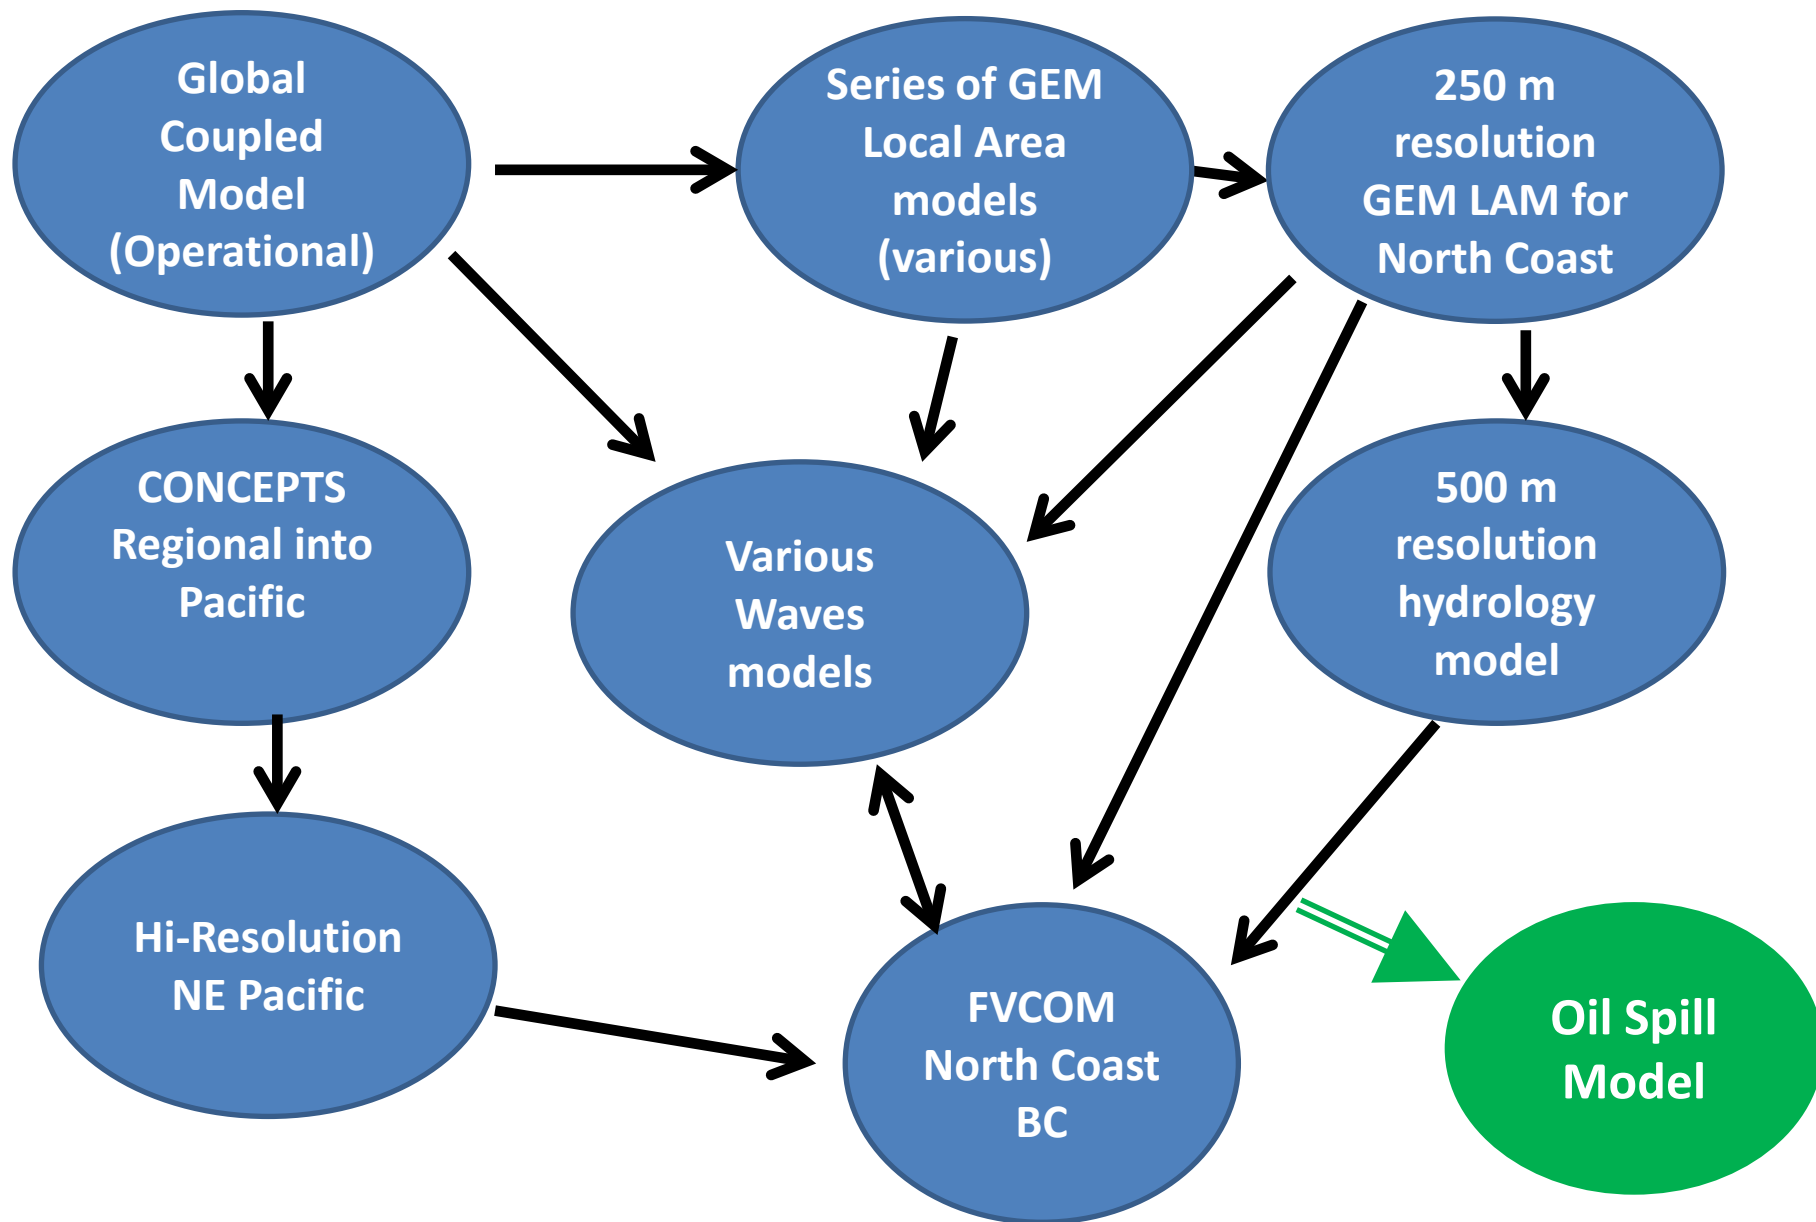 Global
Coupled
Model
(Operational)
Series of GEM
Local Area
models
(various)
250 m
resolution
GEM LAM for
North Coast
CONCEPTS
Regional into
Pacific
Various
Waves
models
500 m
resolution
hydrology
model
Hi-Resolution
NE Pacific
FVCOM
North Coast
BC
Oil Spill
Model